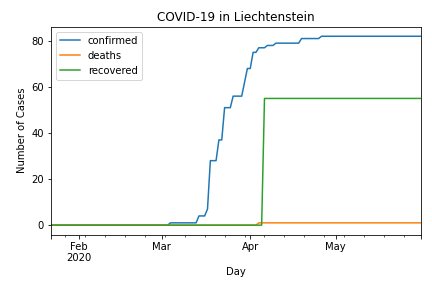 COVID-19 in Liechtenstein
confirmed
deaths
recovered
Number of Cases
80
60
40
20
0
Feb
2020
Mar
Apr
May
Day